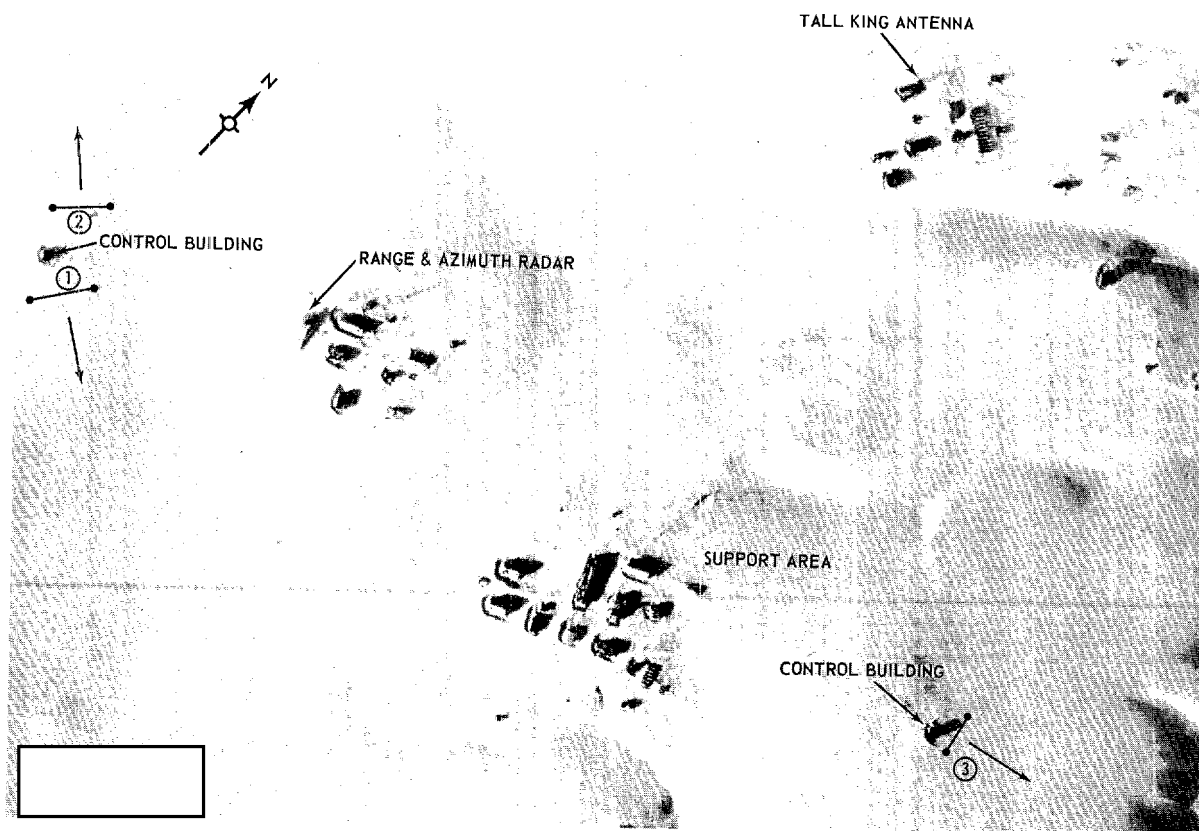 TALL KING ANTENNA
N
2
CONTROL BUILDING
RANGE & AZIMUTH RADAR
1
SUPPORT AREA
CONTROL BUILDING
3